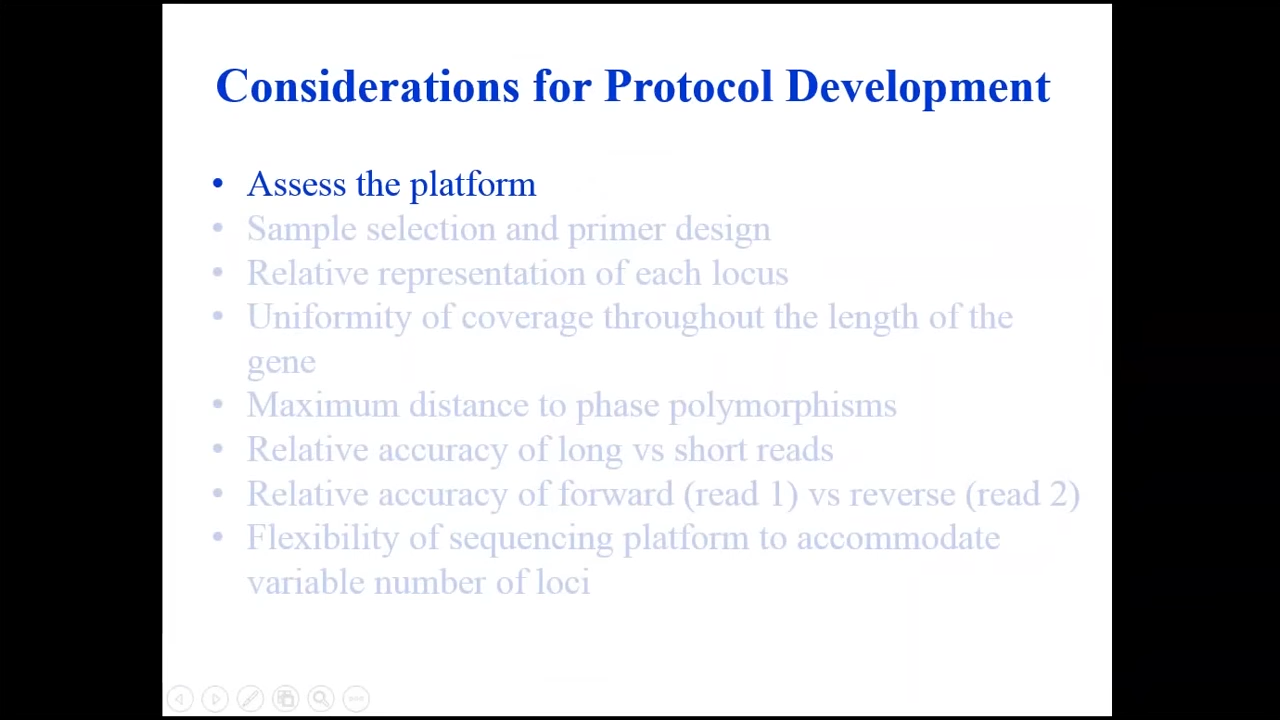 Considerations for Protocol Development
• Assess the platform
• Sample selection and primer design
• Relative representation of each locus
• Uniformity of coverage throughout the length of the
gene
• Maximum distance to phase polymorphisms
• Relative accuracy of long vs short reads
• Relative accuracy of forward (read 1) vs reverse (read 2)
• Flexibility of sequencing platform to accommodate
variable number of loci